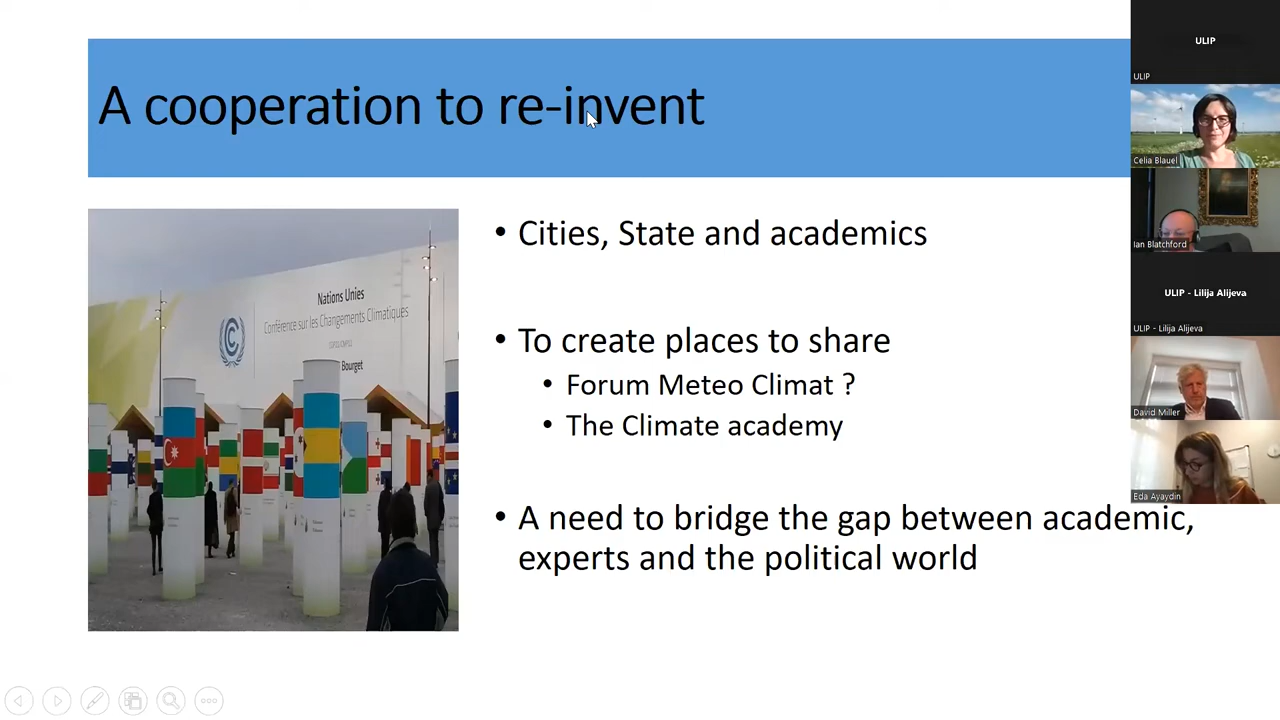 A cooperation to re-invent
• Cities, State and academics
• To create places to share
• Forum Meteo Climat ?
• The Climate academy
• A need to bridge the gap between academic,
experts and the political world
Nations Unies
Conférence sur les Changements Climatiques
Bourget
ULIP
ULIP
Celia Blauel
Ian Blatchford
ULIP - Lilija Alijeva
ULIP - Lilija Alijeva
David Miller
Eda Ayaydin